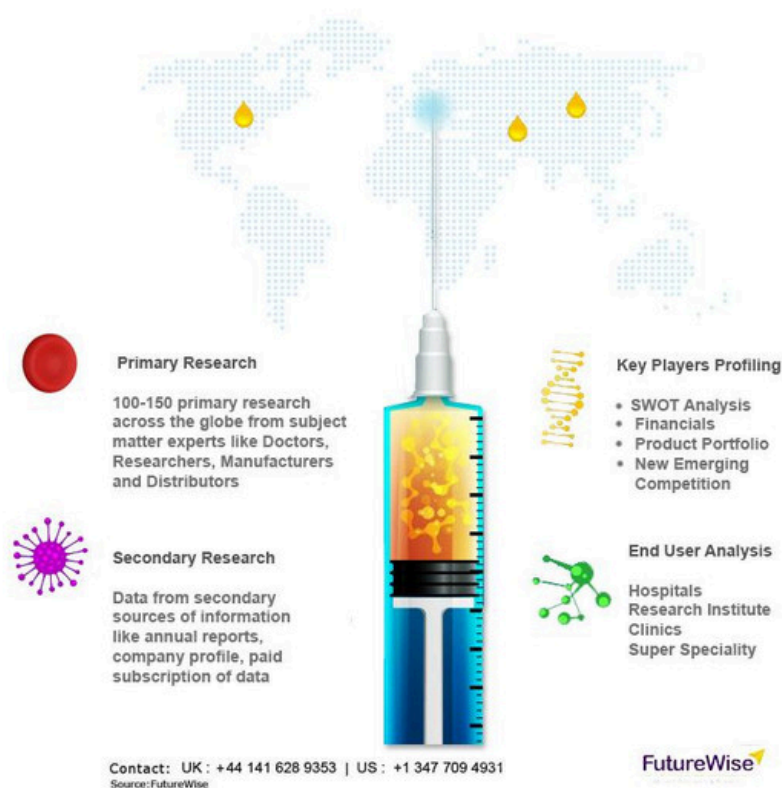 Primary Research
100-150 primary research
across the globe from subject
matter experts like Doctors,
Researchers, Manufacturers
and Distributors
Secondary Research
Data from secondary
sources of information
like annual reports,
company profile, paid
subscription of data
Key Players Profiling
• SWOT Analysis
• Financials
• Product Portfolio
• New Emerging
Competition
End User Analysis
Hospitals
Research Institute
Clinics
Super Speciality
Contact: UK : +44 141 628 9353 | US : +1 347 709 4931
Source:FutureWise
FutureWise